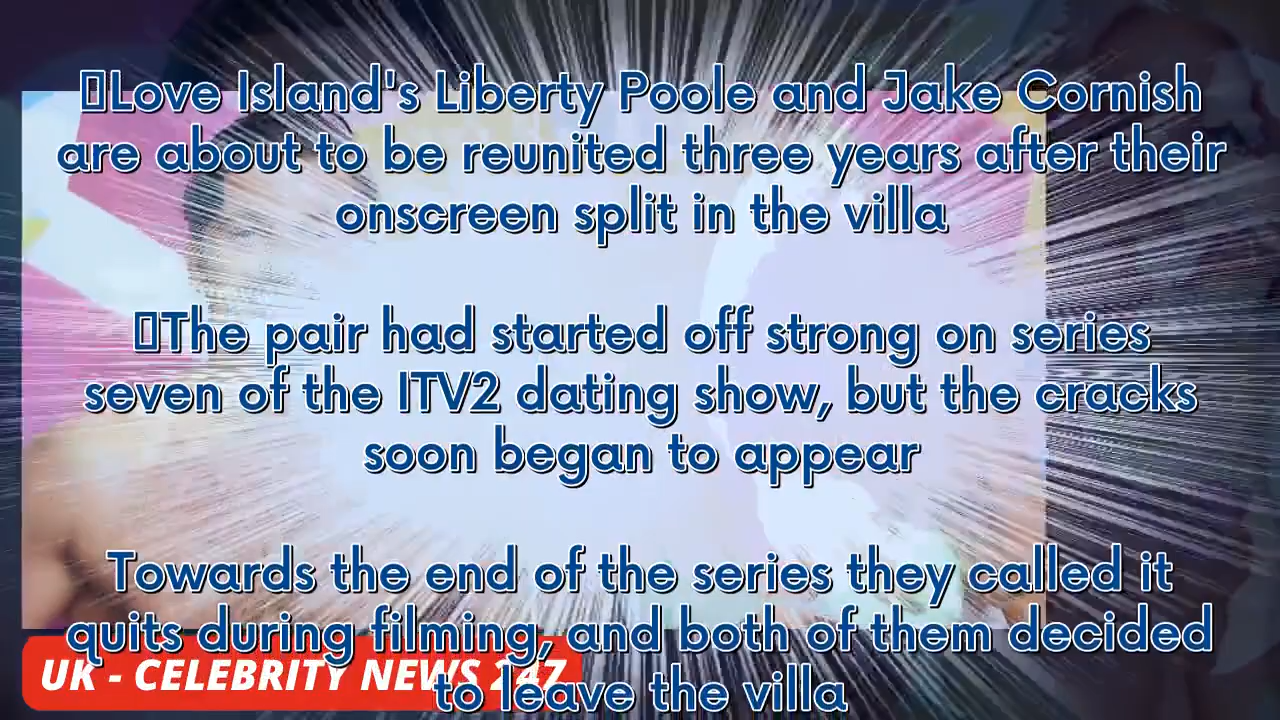 Love Island's Liberty Poole and Jake Cornish
are about to be reunited three years after their
onscreen split in the villa
The pair had started off strong on series
seven of the ITV2 dating show, but the cracks
soon began to appear
Towards the end of the series they called it
quits during filming, and both of them decided
to leave the villa
UK - CELEBRITY NEWS 247